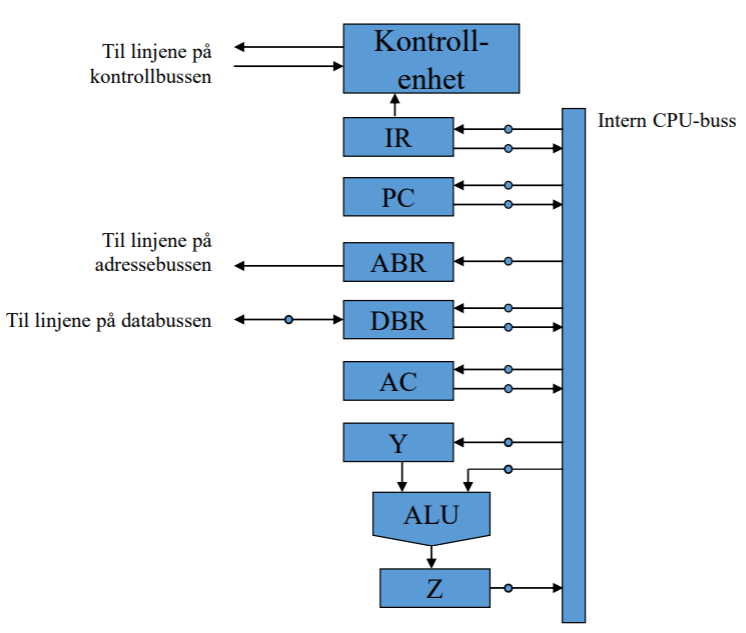 Kontroll-
enhet
Til linjene på
kontrollbussen
IR
Intern CPU-buss
PC
Til linjene på
adressebussen
ABR
Til linjene på databussen
DBR
AC
Y
ALU
Z